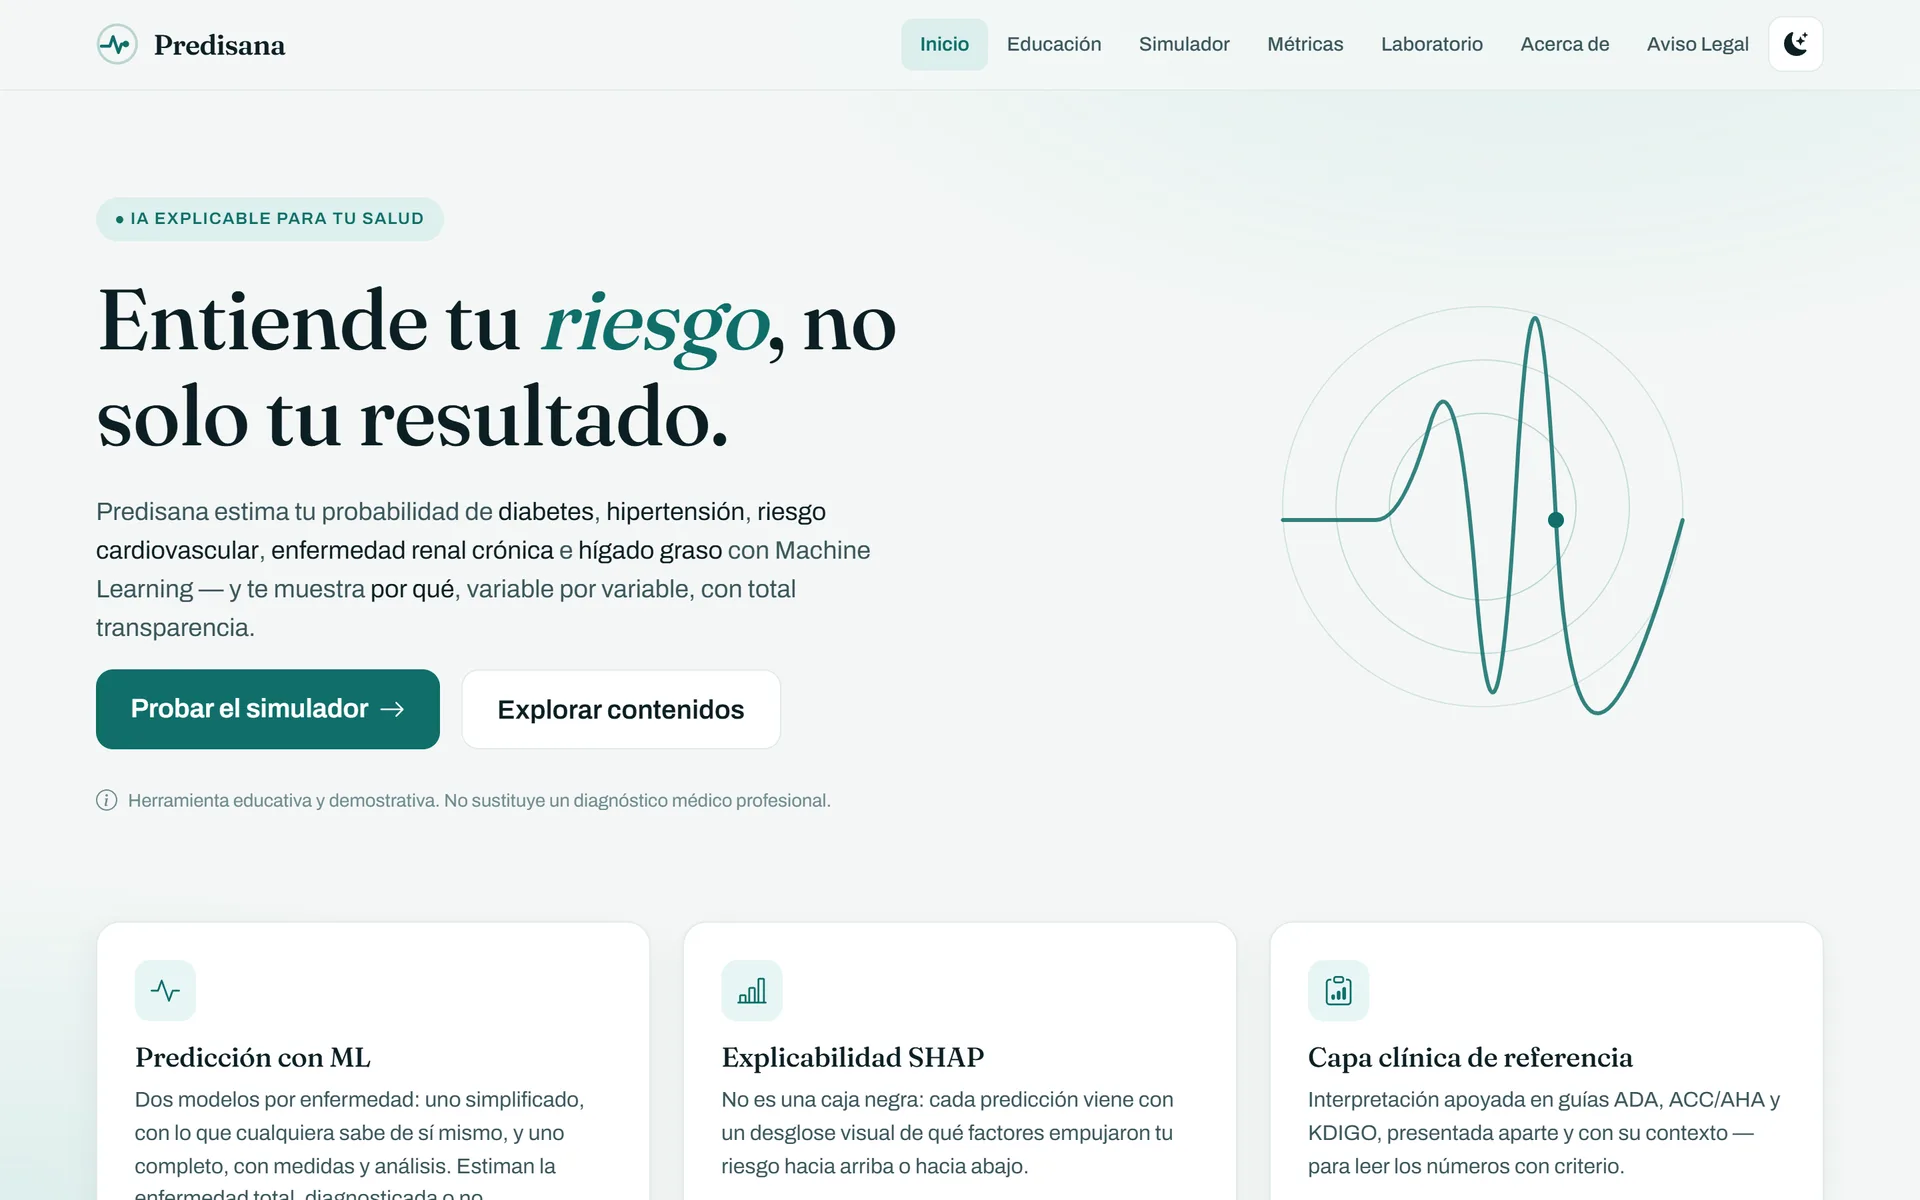 Predisana
Inicio
Educación
Simulador
Métricas
Laboratorio
Acerca de
Aviso Legal
• IA EXPLICABLE PARA TU SALUD
Entiende tu riesgo, no
solo tu resultado.
Predisana estima tu probabilidad de diabetes, hipertensión, riesgo
cardiovascular, enfermedad renal crónica e hígado graso con Machine
Learning — y te muestra por qué, variable por variable, con total
transparencia.
Probar el simulador →
Explorar contenidos
Herramienta educativa y demostrativa. No sustituye un diagnóstico médico profesional.
Predicción con ML
Dos modelos por enfermedad: uno simplificado,
con lo que cualquiera sabe de sí mismo, y uno
completo, con medidas y análisis. Estiman la
enfermedad total, diagnosticada o no.
Explicabilidad SHAP
No es una caja negra: cada predicción viene con
un desglose visual de qué factores empujaron tu
riesgo hacia arriba o hacia abajo.
Capa clínica de referencia
Interpretación apoyada en guías ADA, ACC/AHA y
KDIGO, presentada aparte y con su contexto —
para leer los números con criterio.